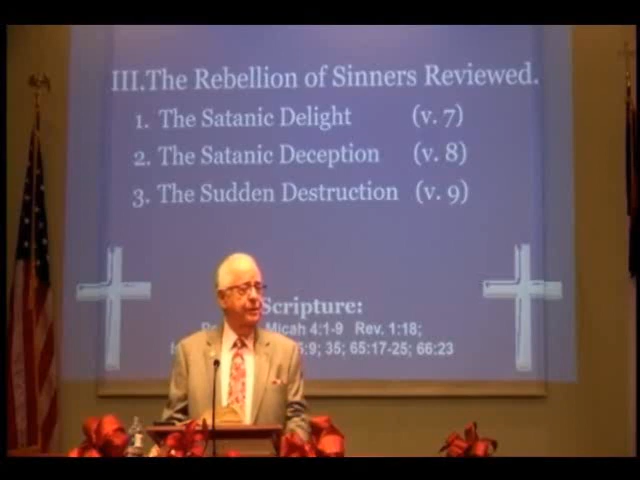 III.The Rebellion of Sinners Reviewed.
1. The Satanic Delight (v. 7)
2. The Satanic Deception (v. 8)
3. The Sudden Destruction (v. 9)
Scripture:
Micah 4:1-9 Rev. 1:18;
35; 65:17-25; 66:23